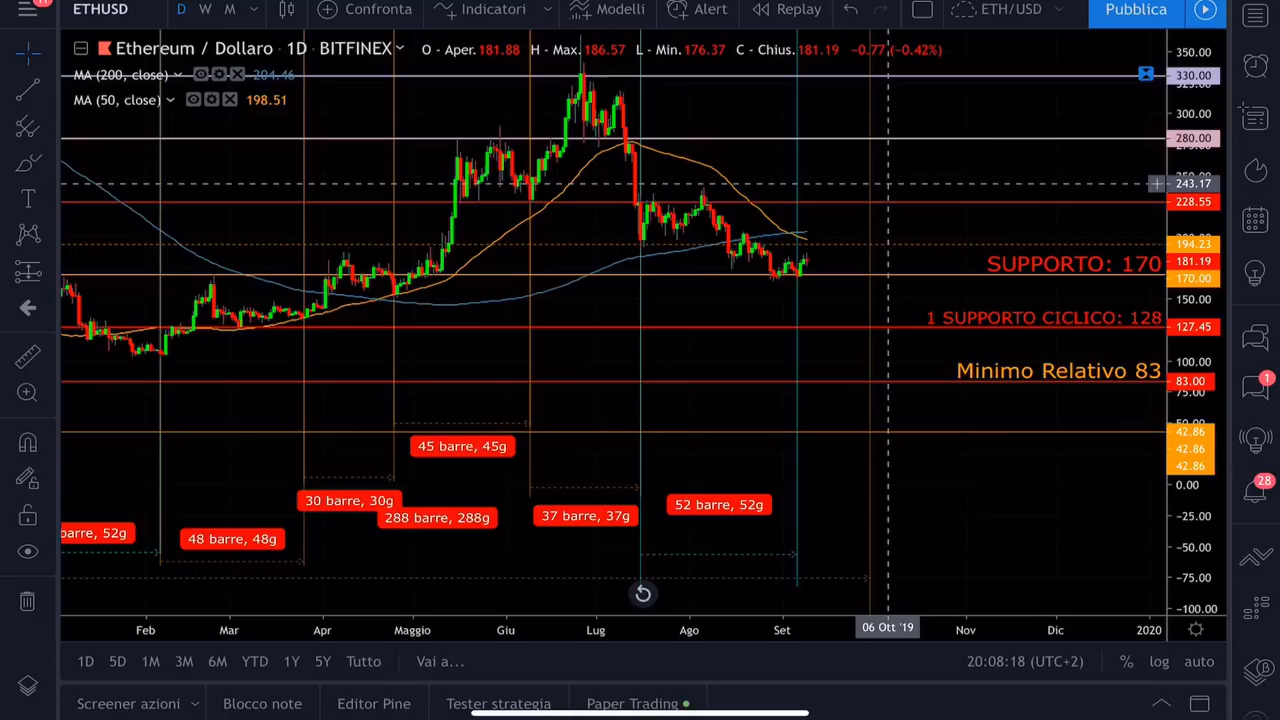 11
ETHUSD
D W M
Confronta
Indicatori
Modelli
Alert
Replay
ETH/USD
Pubblica
Ethereum / Dollaro · 1D · BITFINEX
O - Aper.181.88 H - Max.186.57 L - Min.176.37 C - Chius.181.19 −0.77 (−0.42%)
MA (200, close) 204.46
MA (50, close) 198.51
350.00
330.00
300.00
280.00
243.17
228.55
194.23
181.19
170.00
150.00
127.45
100.00
83.00
75.00
42.86
42.86
42.86
0.00
−25.00
−50.00
−75.00
−100.00
SUPPORTO: 170
1 SUPPORTO CICLICO: 128
Minimo Relativo 83
45 barre, 45g
30 barre, 30g
288 barre, 288g
37 barre, 37g
52 barre, 52g
barre, 52g
48 barre, 48g
1
28
Feb Mar Apr Maggio Giu Lug Ago Set 06 Ott '19 Nov Dic 2020
1D 5D 1M 3M 6M YTD 1Y 5Y Tutto Vai a...
20:08:18 (UTC+2) % log auto
Screener azioni Blocco note Editor Pine Tester strategia Paper Trading